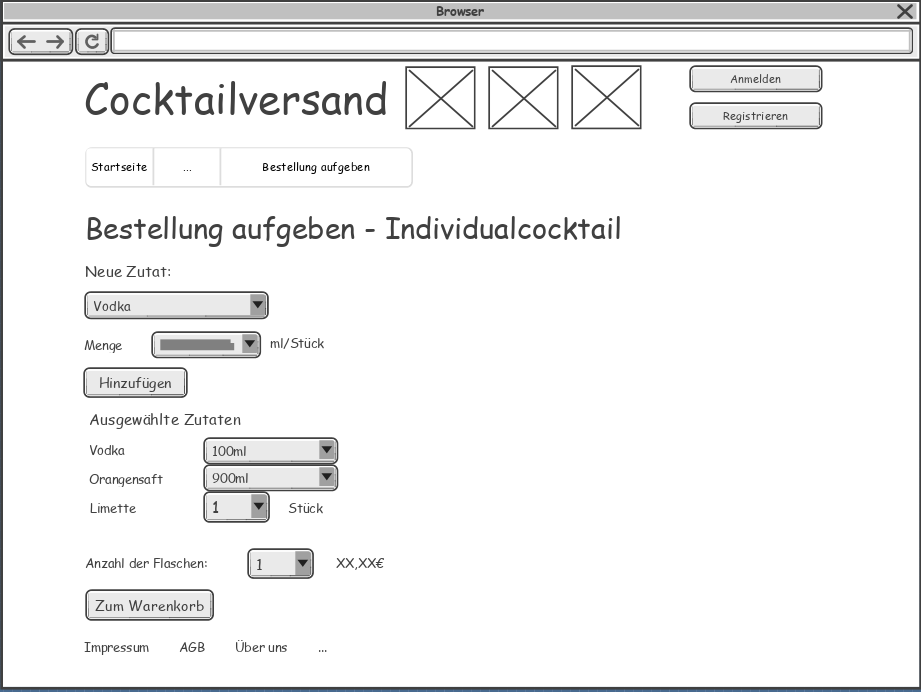 Browser
Cocktailversand
Anmelden
Registrieren
Startseite ... Bestellung aufgeben
Bestellung aufgeben - Individualcocktail
Neue Zutat:
Vodka
Menge ml/Stück
Hinzufügen
Ausgewählte Zutaten
Vodka 100ml
Orangensaft 900ml
Limette 1 Stück
Anzahl der Flaschen: 1 XX,XX€
Zum Warenkorb
Impressum AGB Über uns ...